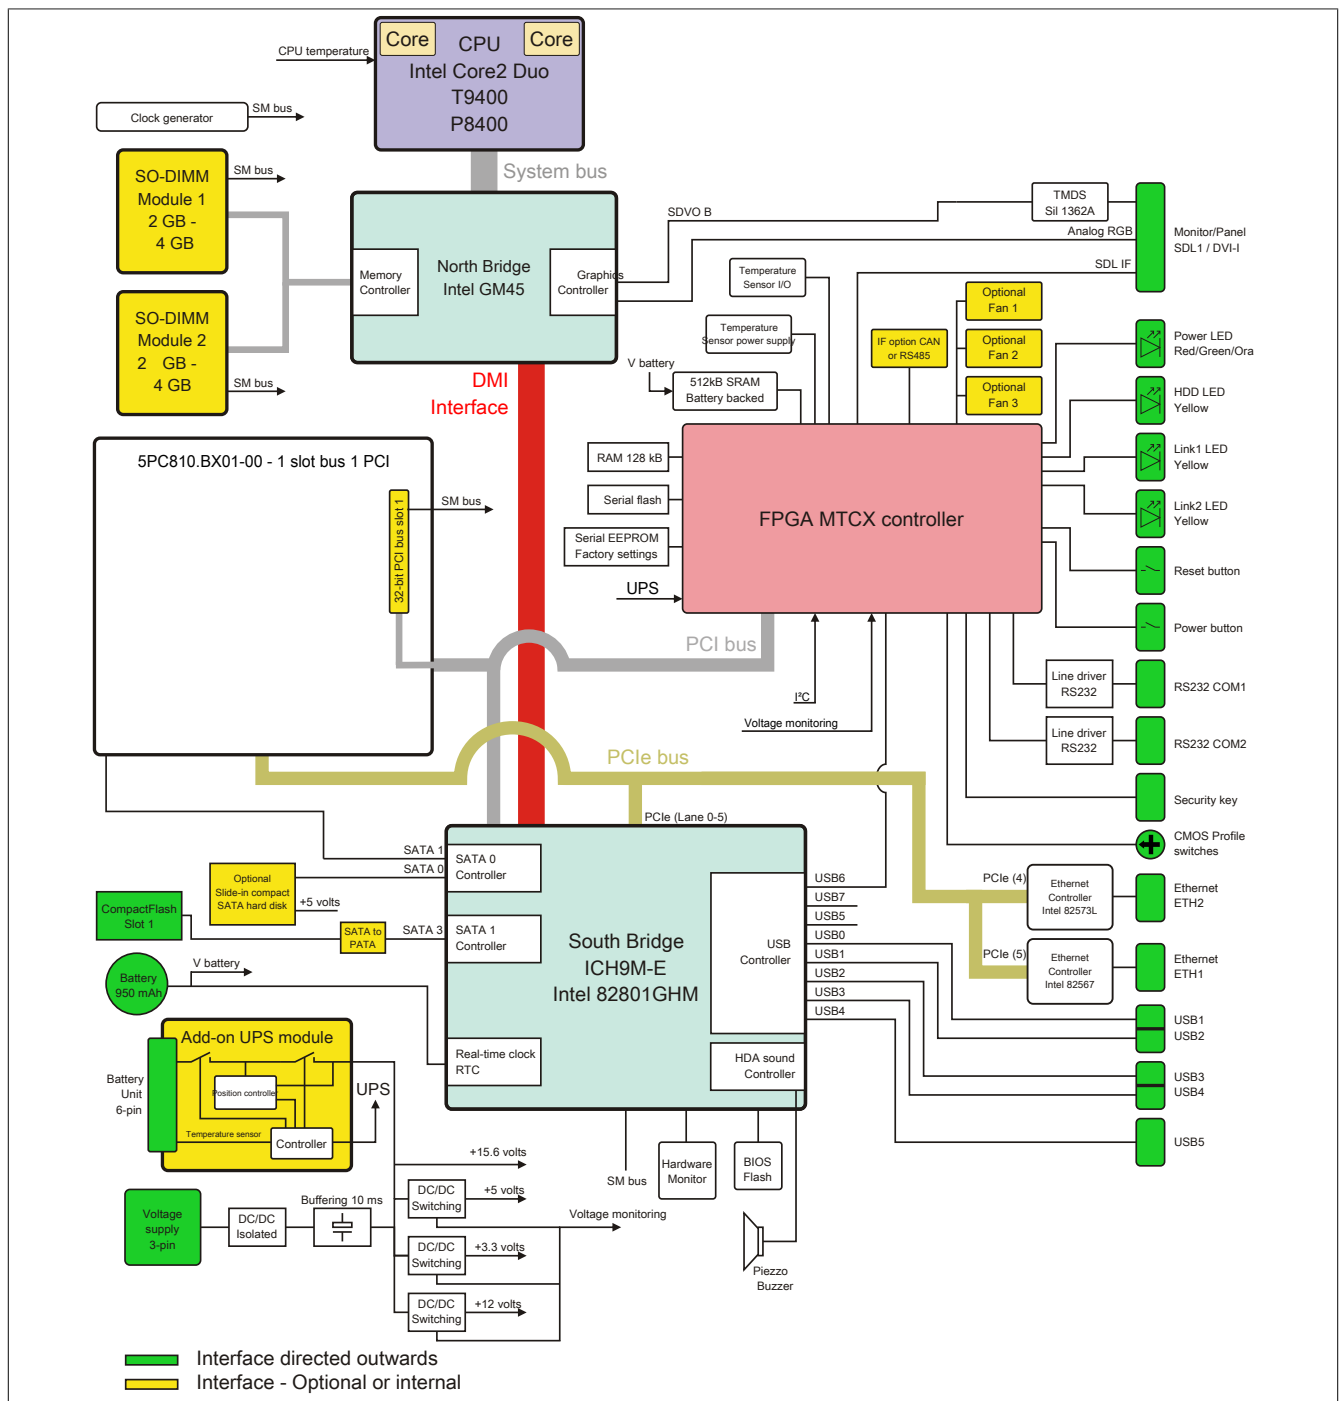 Core
CPU
Core
Intel Core2 Duo
T9400
P8400
CPU temperature
Clock generator
SM bus
System bus
SO-DIMM
Module 1
2 GB -
4 GB
SM bus
SO-DIMM
Module 2
2 GB -
4 GB
SM bus
Memory
Controller
North Bridge
Intel GM45
Graphics
Controller
SDVO B
TMDS
Sil 1362A
Analog RGB
SDL IF
Monitor/Panel
SDL1 / DVI-I
Temperature
Sensor I/O
Temperature
Sensor power supply
V battery
512kB SRAM
Battery backed
IF option CAN
or RS485
Optional
Fan 1
Optional
Fan 2
Optional
Fan 3
Power LED
Red/Green/Ora
HDD LED
Yellow
Link1 LED
Yellow
Link2 LED
Yellow
Reset button
Power button
DMI
Interface
5PC810.BX01-00 - 1 slot bus 1 PCI
32-bit PCI bus slot 1
SM bus
RAM 128 kB
Serial flash
Serial EEPROM
Factory settings
UPS
FPGA MTCX controller
PCI bus
I²C
Voltage monitoring
Line driver
RS232
RS232 COM1
Line driver
RS232
RS232 COM2
Security key
CMOS Profile
switches
PCIe bus
PCIe (Lane 0-5)
PCIe (4)
Ethernet
Controller
Intel 82573L
Ethernet
ETH2
PCIe (5)
Ethernet
Controller
Intel 82567
Ethernet
ETH1
SATA 1
SATA 0
SATA 0
Controller
Optional
Slide-in compact
SATA hard disk
+5 volts
CompactFlash
Slot 1
SATA to
PATA
SATA 3
SATA 1
Controller
South Bridge
ICH9M-E
Intel 82801GHM
USB
Controller
USB6
USB7
USB5
USB0
USB1
USB2
USB3
USB4
USB1
USB2
USB3
USB4
USB5
Battery
950 mAh
V battery
Real-time clock
RTC
HDA sound
Controller
Add-on UPS module
Battery
Unit
6-pin
Position controller
Temperature sensor
Controller
UPS
SM bus
Hardware
Monitor
BIOS
Flash
Piezzo
Buzzer
+15.6 volts
Voltage
supply
3-pin
DC/DC
Isolated
Buffering 10 ms
DC/DC
Switching
+5 volts
Voltage monitoring
DC/DC
Switching
+3.3 volts
DC/DC
Switching
+12 volts
Interface directed outwards
Interface - Optional or internal